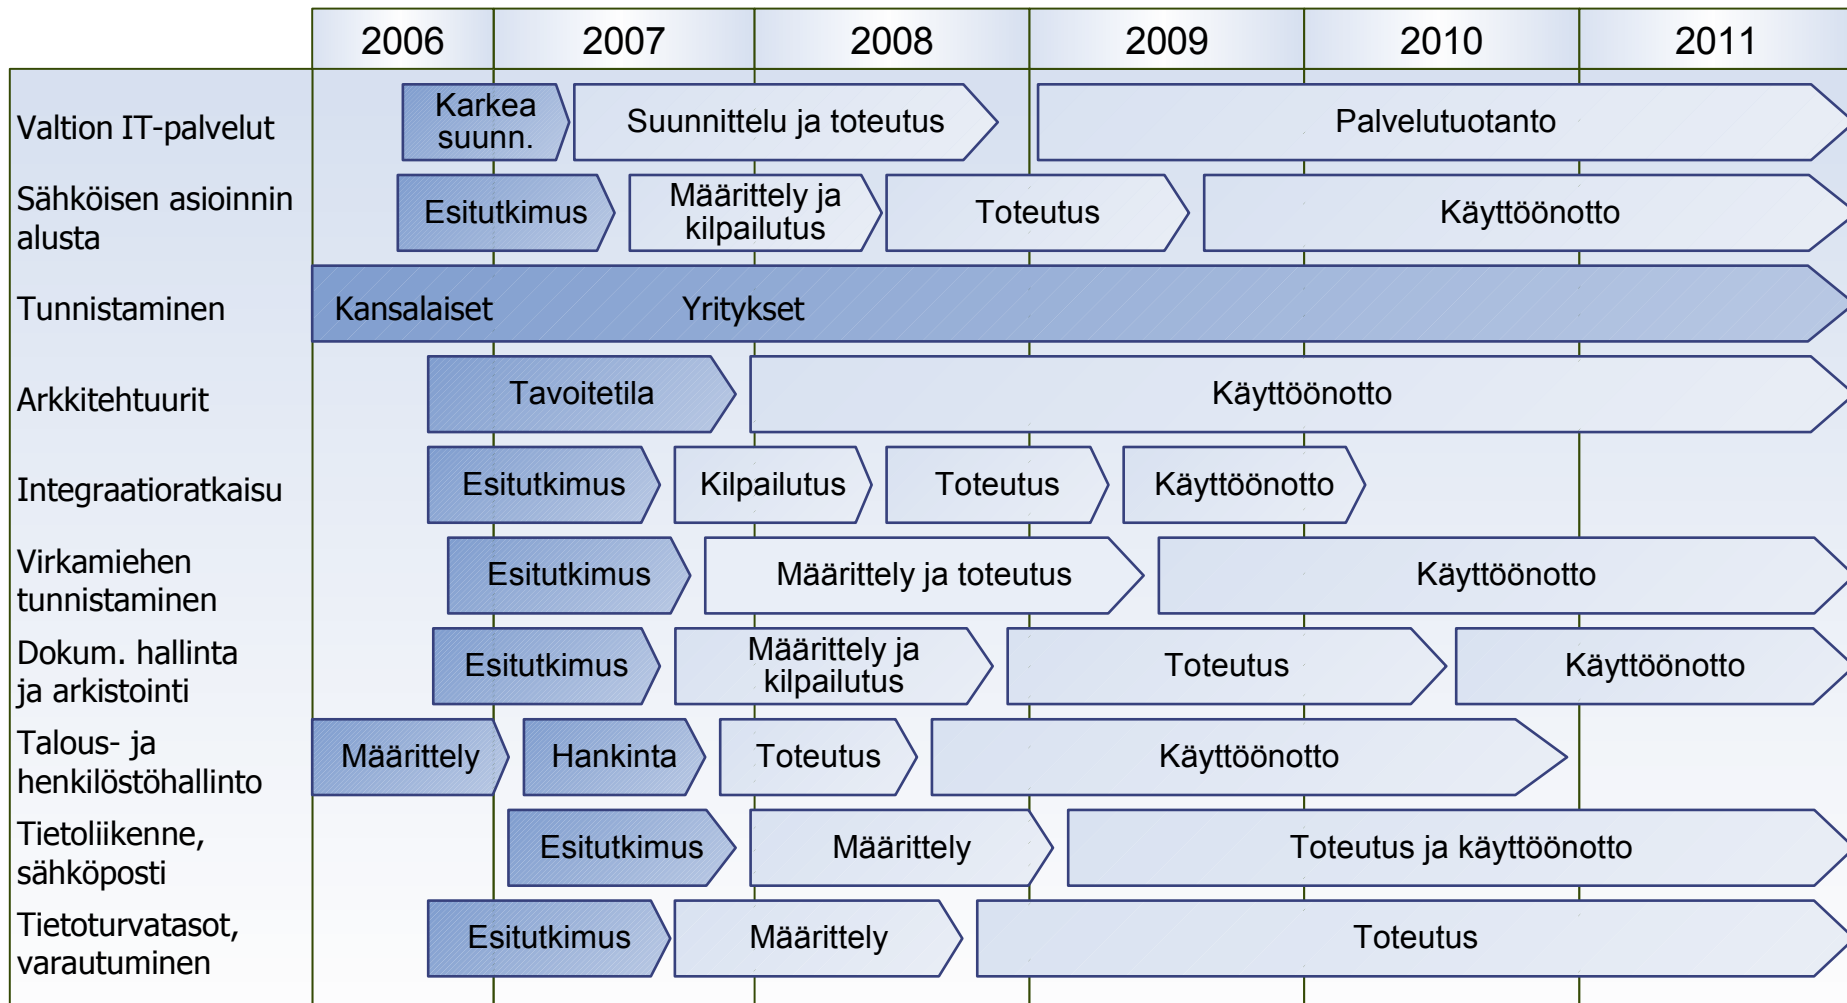 2006 2007 2008 2009 2010 2011
Valtion IT-palvelut
Karkea
suunn.
Suunnittelu ja toteutus
Palvelutuotanto
Sähköisen asioinnin
alusta
Esitutkimus
Määrittely ja
kilpailutus
Toteutus
Käyttöönotto
Tunnistaminen
Kansalaiset
Yritykset
Arkkitehtuurit
Tavoitetila
Käyttöönotto
Integraatioratkaisu
Esitutkimus
Kilpailutus
Toteutus
Käyttöönotto
Virkamiehen
tunnistaminen
Esitutkimus
Määrittely ja toteutus
Käyttöönotto
Dokum. hallinta
ja arkistointi
Esitutkimus
Määrittely ja
kilpailutus
Toteutus
Käyttöönotto
Talous- ja
henkilöstöhallinto
Määrittely
Hankinta
Toteutus
Käyttöönotto
Tietoliikenne,
sähköposti
Esitutkimus
Määrittely
Toteutus ja käyttöönotto
Tietoturvatasot,
varautuminen
Esitutkimus
Määrittely
Toteutus